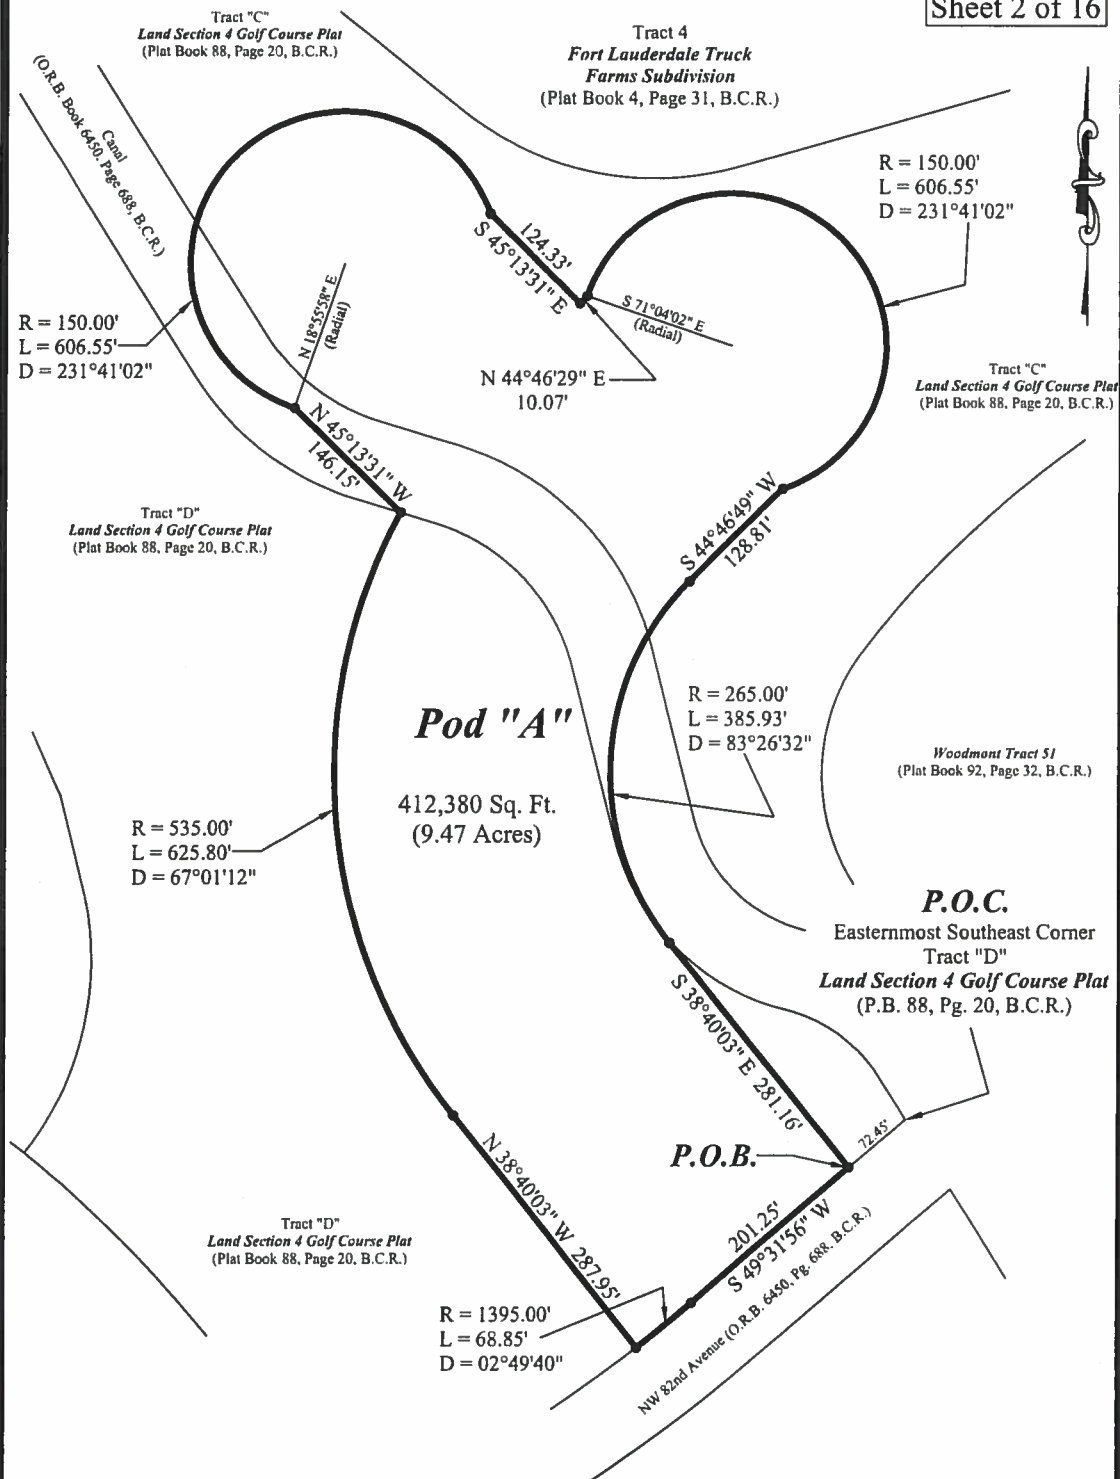 Sheet 2 of 16
Tract "C"
Land Section 4 Golf Course Plat
(Plat Book 88, Page 20, B.C.R.)
Tract 4
Fort Lauderdale Truck
Farms Subdivision
(Plat Book 4, Page 31, B.C.R.)
Canal
(O.R.B. Book 6450, Page 688, B.C.R.)
R = 150.00'
L = 606.55'
D = 231°41'02"
124.33'
S 45°13'31" E
S 71°04'02" E
(Radial)
N 18°55'58" E
(Radial)
R = 150.00'
L = 606.55'
D = 231°41'02"
N 44°46'29" E
10.07'
Tract "C"
Land Section 4 Golf Course Plat
(Plat Book 88, Page 20, B.C.R.)
N 45°13'31" W
146.15'
S 44°46'49" W
128.81'
Tract "D"
Land Section 4 Golf Course Plat
(Plat Book 88, Page 20, B.C.R.)
Pod "A"
412,380 Sq. Ft.
(9.47 Acres)
R = 265.00'
L = 385.93'
D = 83°26'32"
Woodmont Tract 51
(Plat Book 92, Page 32, B.C.R.)
R = 535.00'
L = 625.80'
D = 67°01'12"
P.O.C.
Easternmost Southeast Corner
Tract "D"
Land Section 4 Golf Course Plat
(P.B. 88, Pg. 20, B.C.R.)
S 38°40'03" E 281.16'
72.45'
P.O.B.
N 38°40'03" W 287.95'
201.25'
S 49°31'56" W
Tract "D"
Land Section 4 Golf Course Plat
(Plat Book 88, Page 20, B.C.R.)
NW 82nd Avenue (O.R.B. 6450, Pg. 688, B.C.R.)
R = 1395.00'
L = 68.85'
D = 02°49'40"